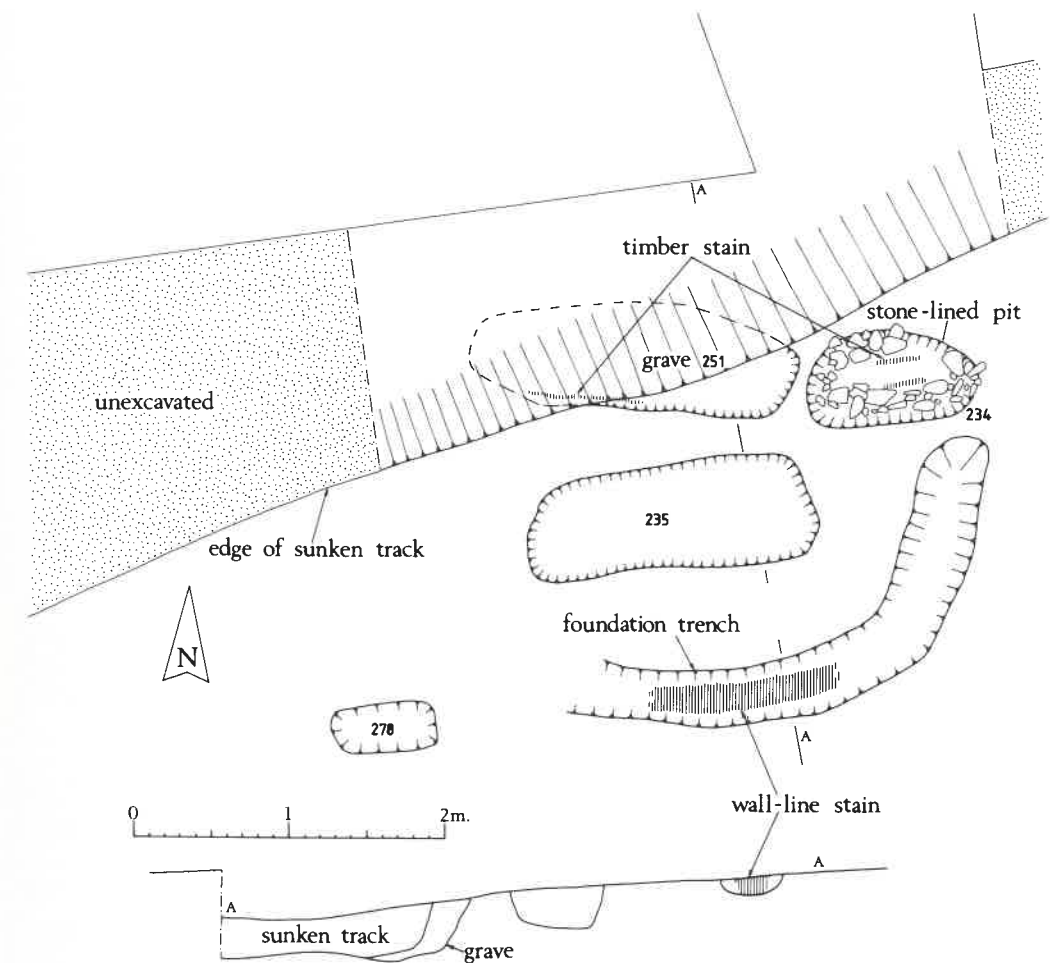 A
timber stain
stone-lined pit
grave 251
unexcavated
234
235
edge of sunken track
foundation trench
N
278
A
wall-line stain
0 1 2m.
A
A
sunken track
grave